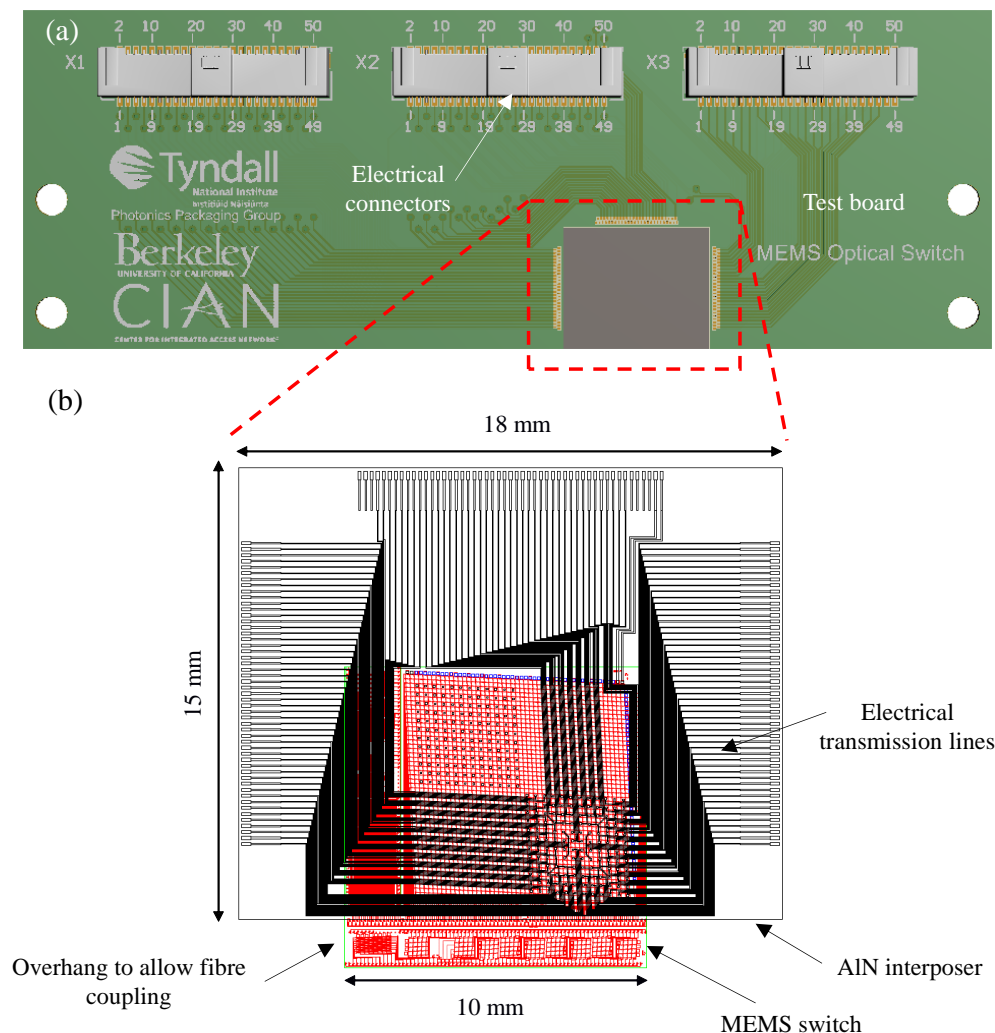 (a)
2 10 20 30 40 50
2 10 20 30 40 50
2 10 20 30 40 50
X1
X2
X3
1 9 19 29 39 49
1 9 19 29 39 49
1 9 19 29 39 49
Electrical
connectors
Tyndall
National Institute
Institiúid Náisiúnta
Photonics Packaging Group
Test board
Berkeley
UNIVERSITY OF CALIFORNIA
MEMS Optical Switch
CIAN
CENTER FOR INTEGRATED ACCESS NETWORKS
(b)
18 mm
15 mm
Electrical
transmission lines
Overhang to allow fibre
coupling
AlN interposer
10 mm
MEMS switch